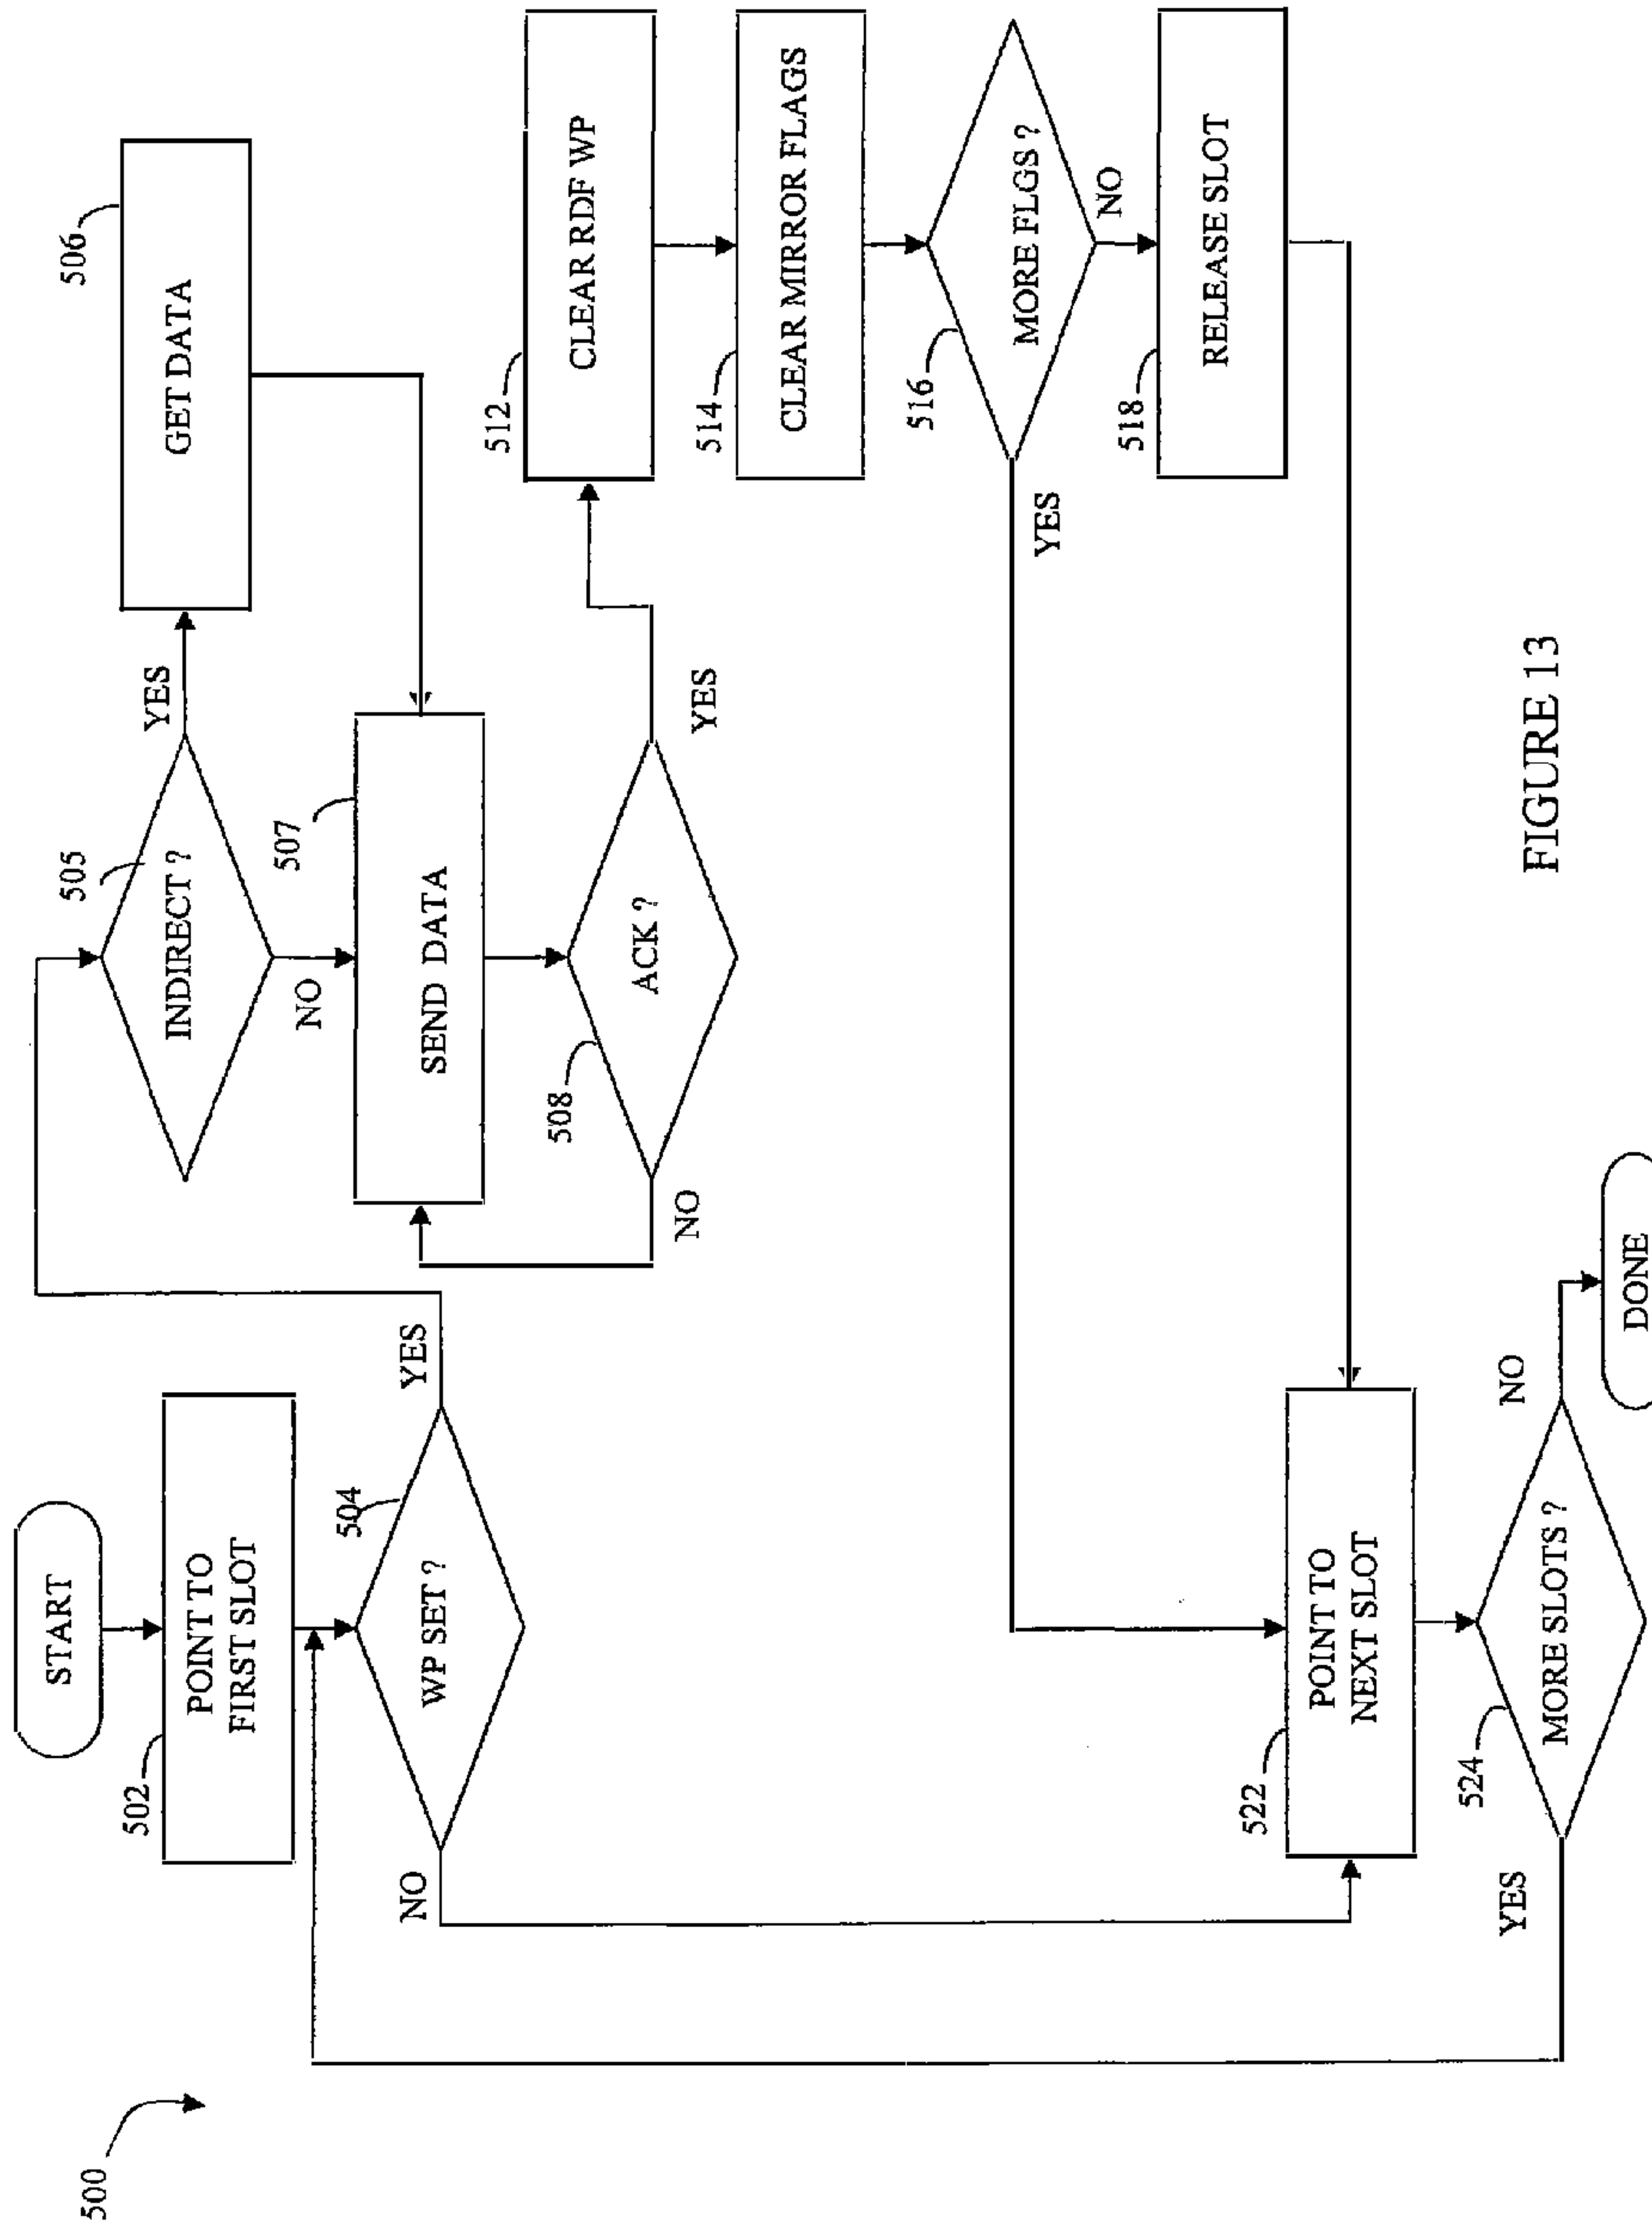 500
START
502
POINT TO
FIRST SLOT
504
WP SET ?
YES
NO
505
INDIRECT ?
YES
NO
506
GET DATA
507
SEND DATA
508
ACK ?
YES
NO
512
CLEAR RDF WP
514
CLEAR MIRROR FLAGS
516
MORE FLGS ?
YES
NO
518
RELEASE SLOT
522
POINT TO
NEXT SLOT
524
MORE SLOTS ?
YES
NO
DONE
FIGURE 13